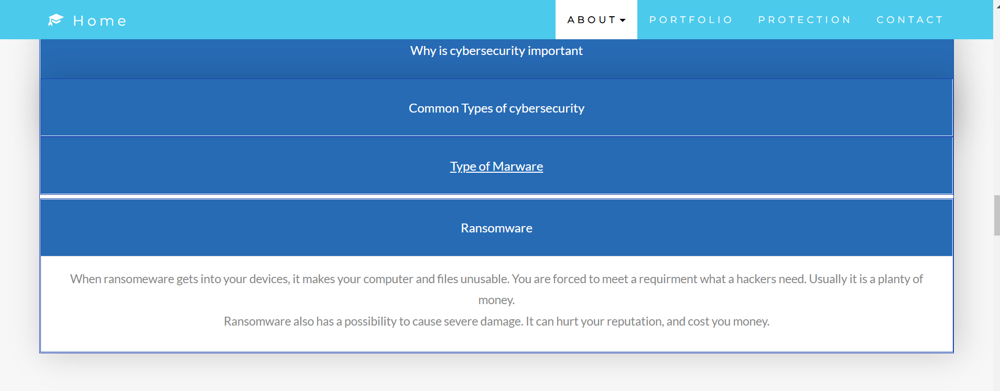 Home
ABOUT
PORTFOLIO
PROTECTION
CONTACT
Why is cybersecurity important
Common Types of cybersecurity
Type of Marware
Ransomware
When ransomeware gets into your devices, it makes your computer and files unusable. You are forced to meet a requirment what a hackers need. Usually it is a planty of
money.
Ransomware also has a possibility to cause severe damage. It can hurt your reputation, and cost you money.